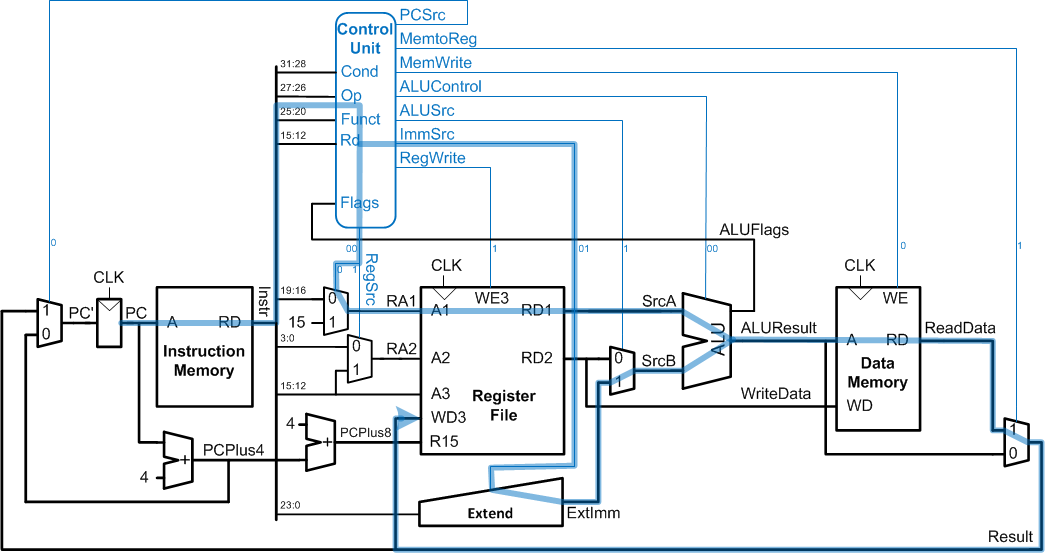 PCSrc
Control
Unit
MemtoReg
MemWrite
31:28
Cond
ALUControl
27:26
Op
ALUSrc
25:20
Funct
ImmSrc
15:12
Rd
RegWrite
Flags
ALUFlags
0
00
1
01
1
00
0
1
0 1
RegSrc
CLK
CLK
CLK
Instr
19:16
0
RA1
A1
WE3
RD1
SrcA
WE
1
PC'
PC
A
RD
15
1
ALU
ALUResult
A
RD
ReadData
0
Instruction
Memory
3:0
0
RA2
A2
RD2
0
SrcB
Data
Memory
1
1
15:12
A3
Register
File
WriteData
WD
4
WD3
PCPlus8
R15
+
1
PCPlus4
+
0
4
23:0
Extend
ExtImm
Result